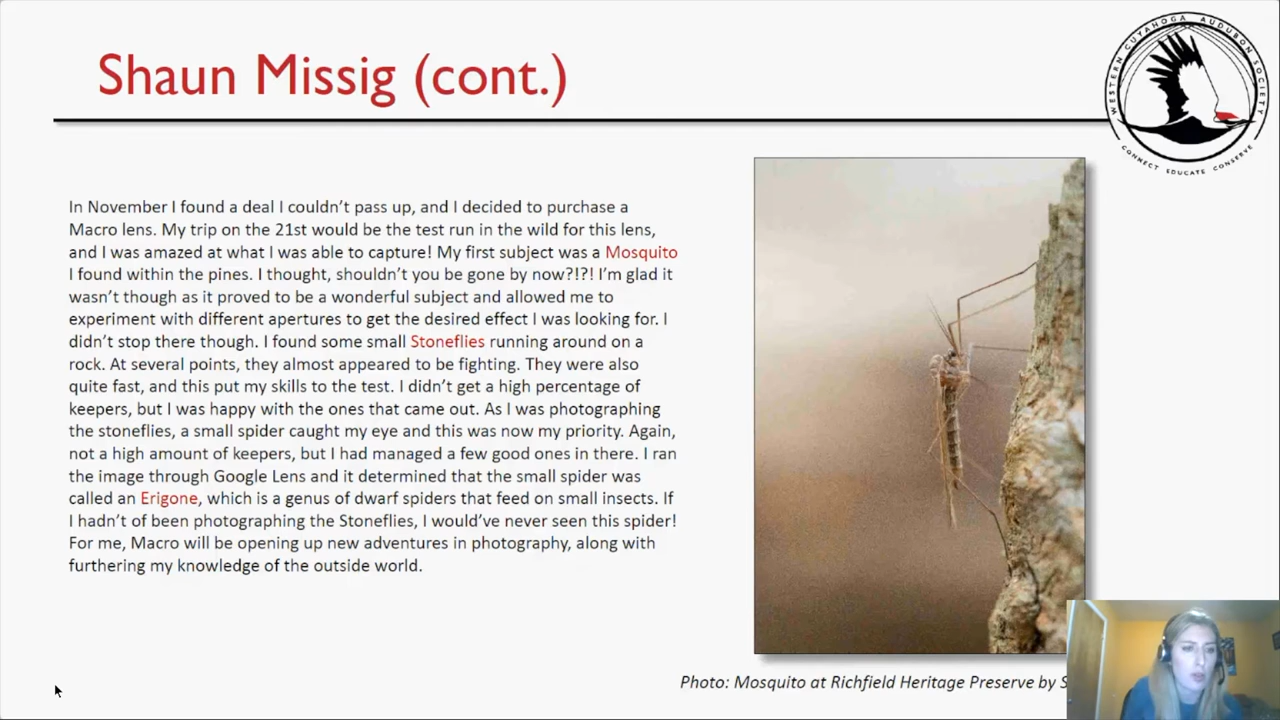 Shaun Missig (cont.)
WESTERN CUYAHOGA AUDUBON SOCIETY
CONNECT EDUCATE CONSERVE
In November I found a deal I couldn’t pass up, and I decided to purchase a
Macro lens. My trip on the 21st would be the test run in the wild for this lens,
and I was amazed at what I was able to capture! My first subject was a Mosquito
I found within the pines. I thought, shouldn’t you be gone by now?!?! I’m glad it
wasn’t though as it proved to be a wonderful subject and allowed me to
experiment with different apertures to get the desired effect I was looking for. I
didn’t stop there though. I found some small Stoneflies running around on a
rock. At several points, they almost appeared to be fighting. They were also
quite fast, and this put my skills to the test. I didn’t get a high percentage of
keepers, but I was happy with the ones that came out. As I was photographing
the stoneflies, a small spider caught my eye and this was now my priority. Again,
not a high amount of keepers, but I had managed a few good ones in there. I ran
the image through Google Lens and it determined that the small spider was
called an Erigone, which is a genus of dwarf spiders that feed on small insects. If
I hadn’t of been photographing the Stoneflies, I would’ve never seen this spider!
For me, Macro will be opening up new adventures in photography, along with
furthering my knowledge of the outside world.
Photo: Mosquito at Richfield Heritage Preserve by S